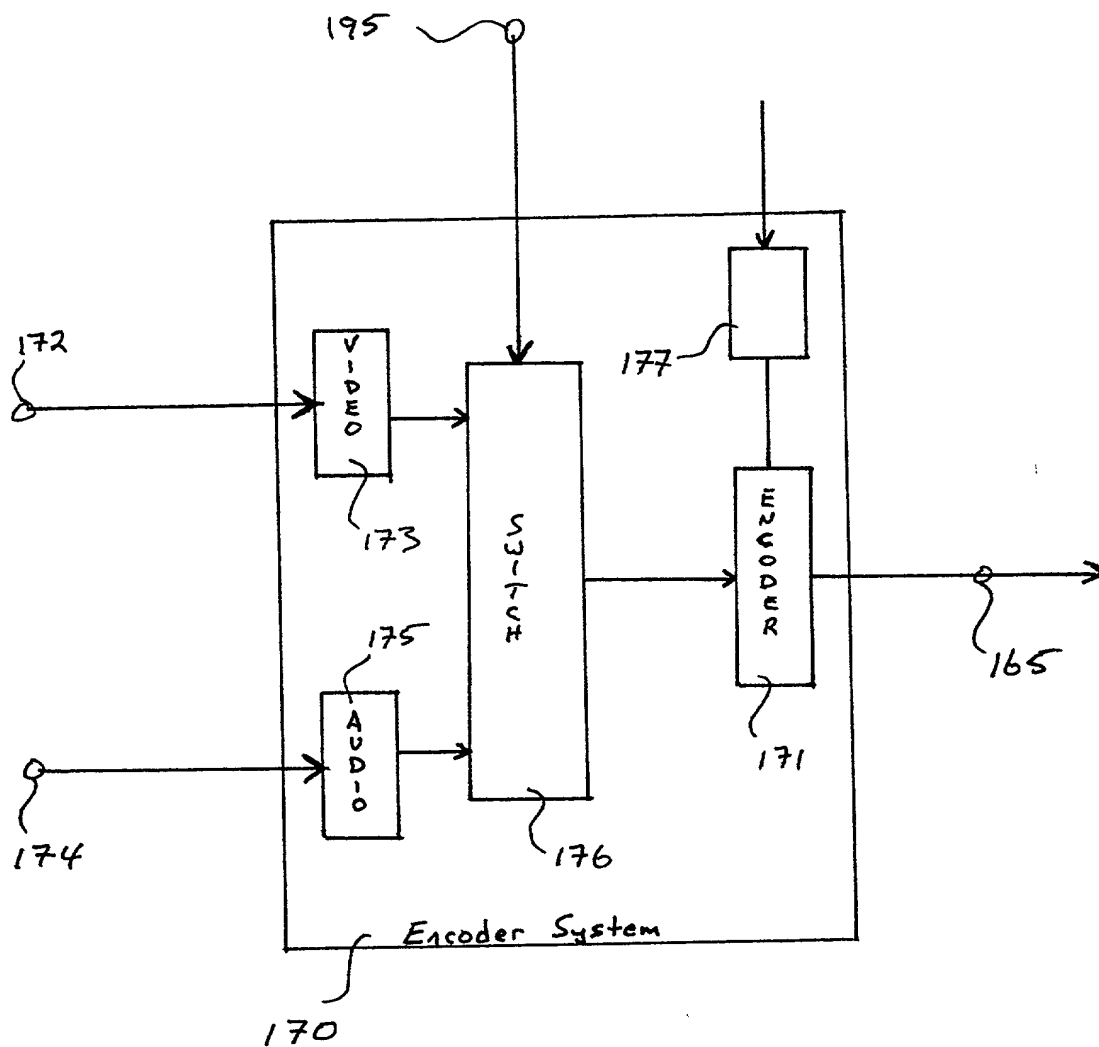 195
172
VIDEO
177
173
SWITCH
ENCODER
175
AUDIO
165
171
174
176
Encoder System
170